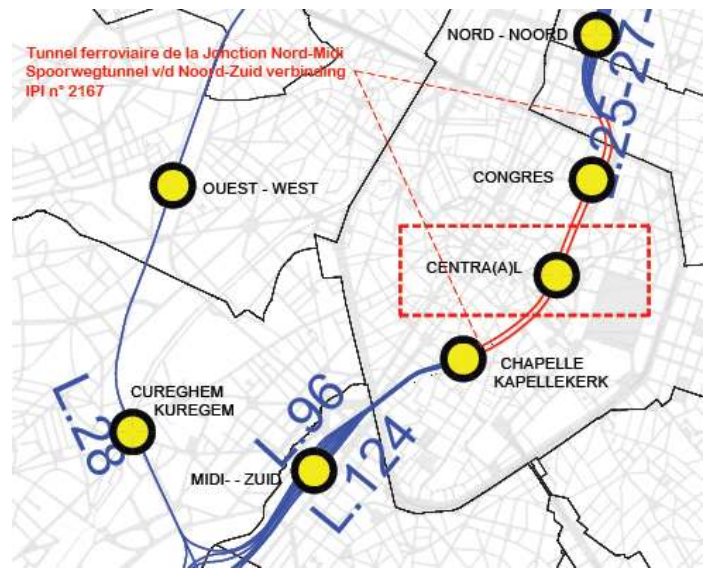 NORD - NOORD
Tunnel ferroviaire de la Jonction Nord-Midi
Spoorwegtunnel v/d Noord-Zuid verbinding
IPI n° 2167
L.25-27-
CONGRES
OUEST - WEST
CENTRA(A)L
CHAPELLE
KAPELLEKERK
CUREGHEM
KUREGEM
L.28
L.96
MIDI- - ZUID
L.124